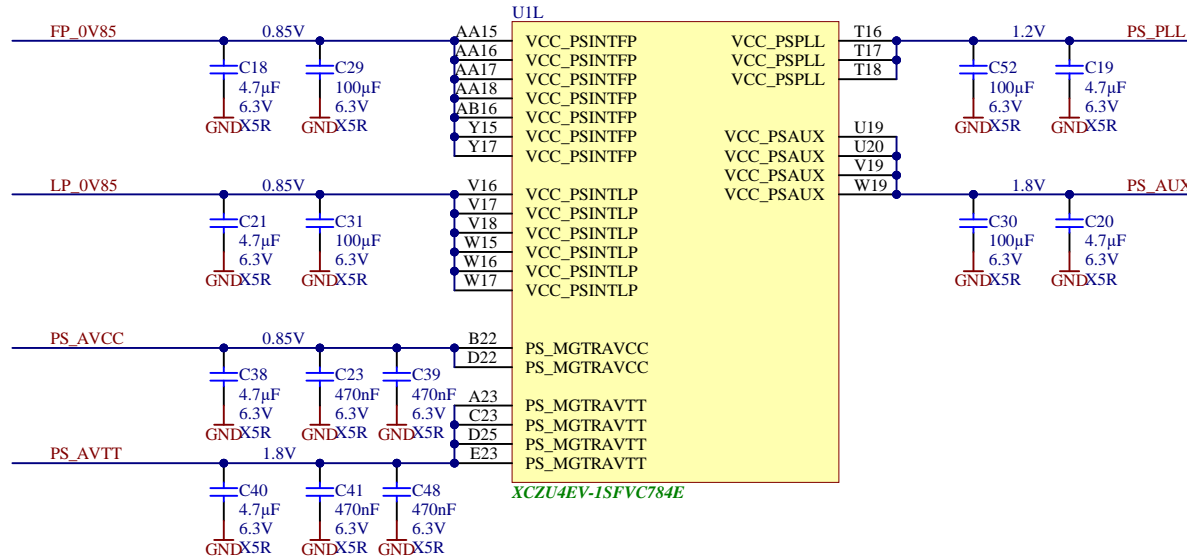 U1L
FP_0V85 0.85V
AA15 VCC_PSINTFP VCC_PSPLL T16 1.2V PS_PLL
AA16 VCC_PSINTFP VCC_PSPLL T17
AA17 VCC_PSINTFP VCC_PSPLL T18
AA18 VCC_PSINTFP
AB16 VCC_PSINTFP
Y15 VCC_PSINTFP VCC_PSAUX U19
Y17 VCC_PSINTFP VCC_PSAUX U20
VCC_PSAUX V19
C18 C29 C52 C19
4.7µF 100µF 100µF 4.7µF
6.3V 6.3V 6.3V 6.3V
GND X5R GND X5R GND X5R GND X5R
LP_0V85 0.85V V16 VCC_PSINTLP VCC_PSAUX W19 1.8V PS_AUX
V17 VCC_PSINTLP
V18 VCC_PSINTLP
W15 VCC_PSINTLP
W16 VCC_PSINTLP
W17 VCC_PSINTLP
C21 C31 C30 C20
4.7µF 100µF 100µF 4.7µF
6.3V 6.3V 6.3V 6.3V
GND X5R GND X5R GND X5R GND X5R
PS_AVCC 0.85V B22 PS_MGTRAVCC
D22 PS_MGTRAVCC
C38 C23 C39
4.7µF 470nF 470nF
6.3V 6.3V 6.3V
GND X5R GND X5R GND X5R
A23 PS_MGTRAVTT
C23 PS_MGTRAVTT
D25 PS_MGTRAVTT
PS_AVTT 1.8V E23 PS_MGTRAVTT
XCZU4EV-1SFVC784E
C40 C41 C48
4.7µF 470nF 470nF
6.3V 6.3V 6.3V
GND X5R GND X5R GND X5R